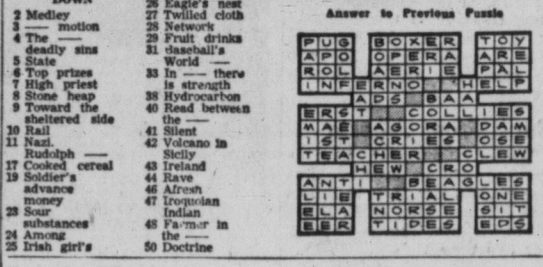 DOWN
2 Medley
3 — motion
4 The —
deadly sins
5 State
6 Top prizes
7 High priest
8 Stone heap
9 Toward the
sheltered side
10 Rail
11 Nazi,
Rudolph —
17 Cooked cereal
19 Soldier's
advance
money
23 Sour
substances
24 Among
25 Irish girl's
26 Eagle's nest
27 Twilled cloth
28 Network
29 Fruit drinks
31 Baseball's
World —
33 In — there
is strength
38 Hydrocarbon
40 Read between
the —
41 Silent
42 Volcano in
Sicily
43 Ireland
44 Rave
46 Afresh
47 Iroquoian
Indian
48 Farmer in
the —
50 Doctrine
Answer to Previous Puzzle
PUG BOXER TOY
APO OPERA ARE
ROL AERIE PAL
INFERNO HELP
ADS BAA
ERST COLLIES
MAE AGORA DAM
IST CRIES OSE
TEACHER CLEW
HEW CRO
ANTI BEAGLES
LIE TRIAL ONE
ELA NORSE SIT
EER TIDES EDS